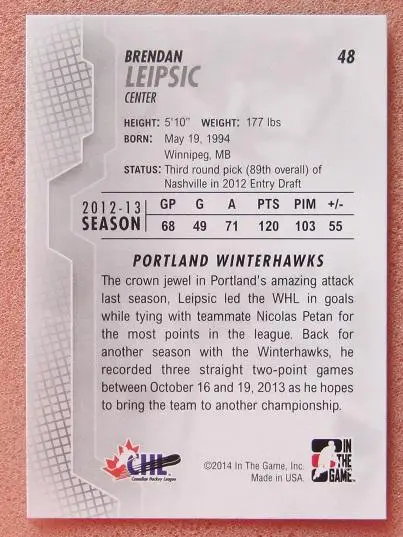 BRENDAN 48
LEIPSIC
CENTER
HEIGHT: 5'10" WEIGHT: 177 lbs
BORN: May 19, 1994
Winnipeg, MB
STATUS: Third round pick (89th overall) of
Nashville in 2012 Entry Draft
2012-13 GP G A PTS PIM +/-
SEASON 68 49 71 120 103 55
PORTLAND WINTERHAWKS
The crown jewel in Portland's amazing attack
last season, Leipsic led the WHL in goals
while tying with teammate Nicolas Petan for
the most points in the league. Back for
another season with the Winterhawks, he
recorded three straight two-point games
between October 16 and 19, 2013 as he hopes
to bring the team to another championship.
CHL
Canadian Hockey League
©2014 In The Game, Inc.
Made in USA.
IN
THE
GAME